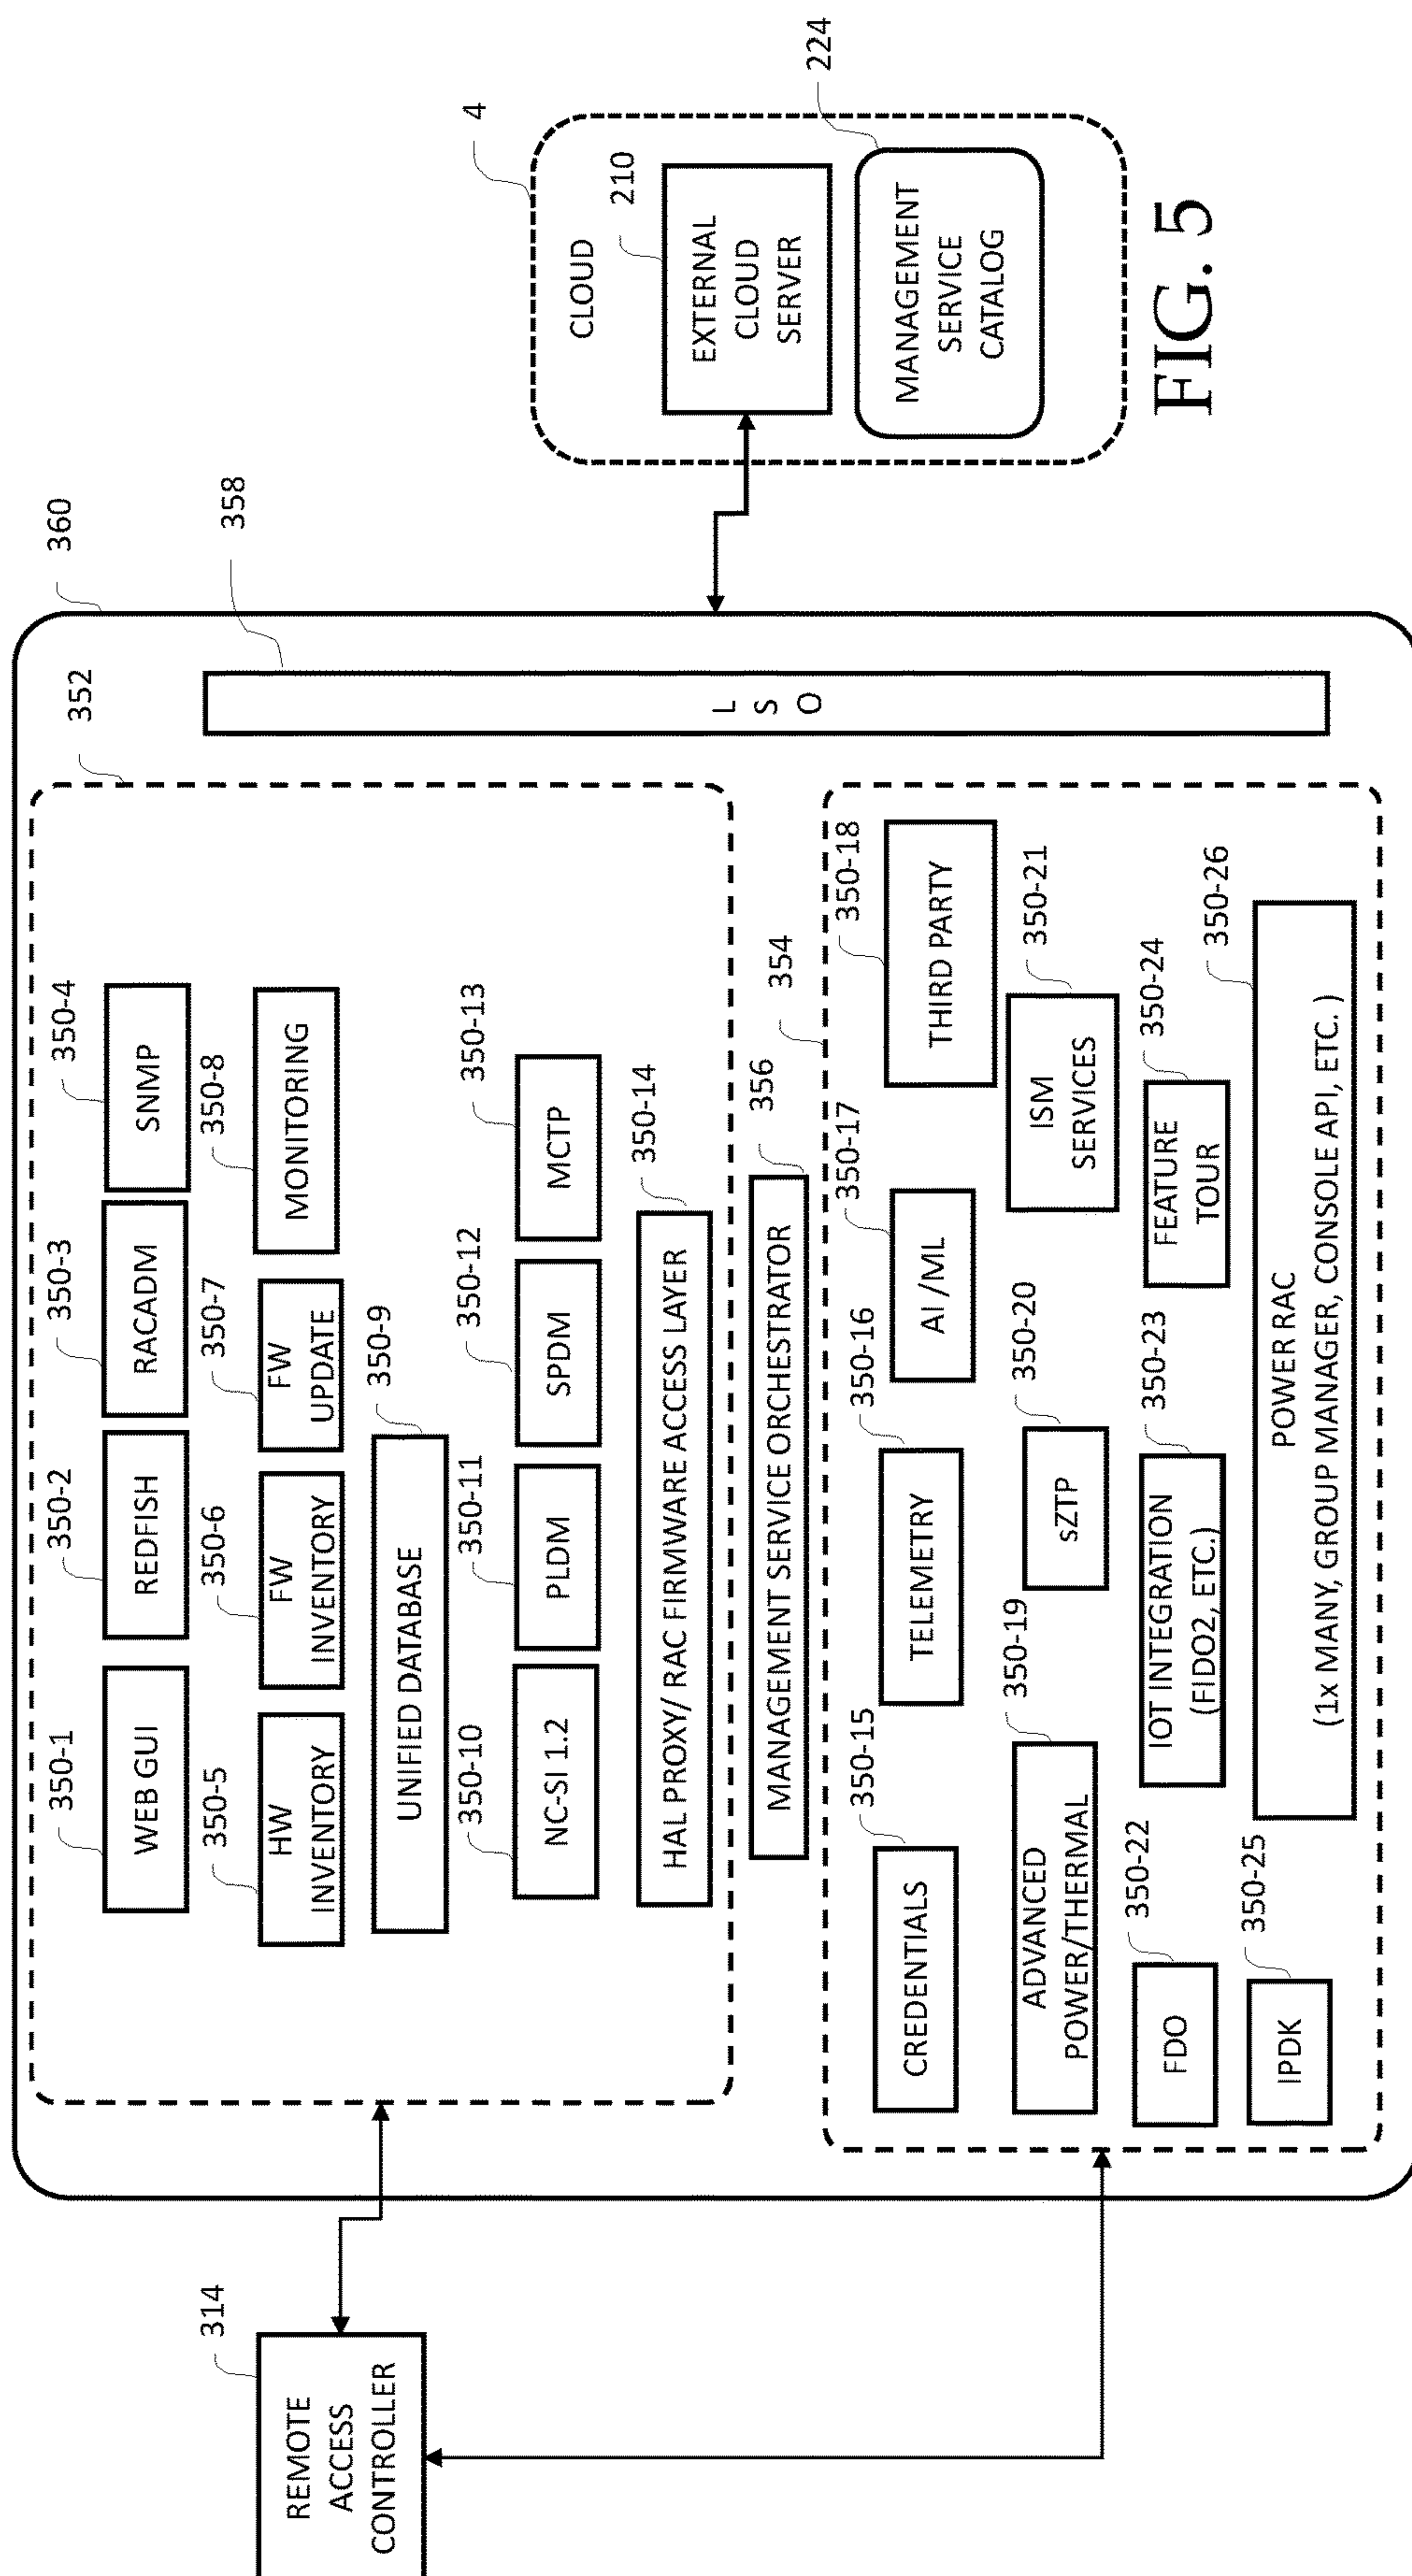 360
352
358
350-1
WEB GUI
350-2
REDFISH
350-3
RACADM
350-4
SNMP
350-5
HW
INVENTORY
350-6
FW
INVENTORY
350-7
FW
UPDATE
350-8
MONITORING
350-9
UNIFIED DATABASE
350-10
NC-SI 1.2
350-11
PLDM
350-12
SPDM
350-13
MCTP
350-14
HAL PROXY/ RAC FIRMWARE ACCESS LAYER
356
MANAGEMENT SERVICE ORCHESTRATOR
354
350-15
CREDENTIALS
350-16
TELEMETRY
350-17
AI /ML
350-18
THIRD PARTY
350-19
ADVANCED
POWER/THERMAL
350-20
sZTP
350-21
ISM
SERVICES
350-22
FDO
350-23
IOT INTEGRATION
(FIDO2, ETC.)
350-24
FEATURE
TOUR
350-25
IPDK
350-26
POWER RAC
(1x MANY, GROUP MANAGER, CONSOLE API, ETC. )
L
S
O
314
REMOTE
ACCESS
CONTROLLER
4
CLOUD
210
EXTERNAL
CLOUD
SERVER
224
MANAGEMENT
SERVICE
CATALOG
FIG. 5